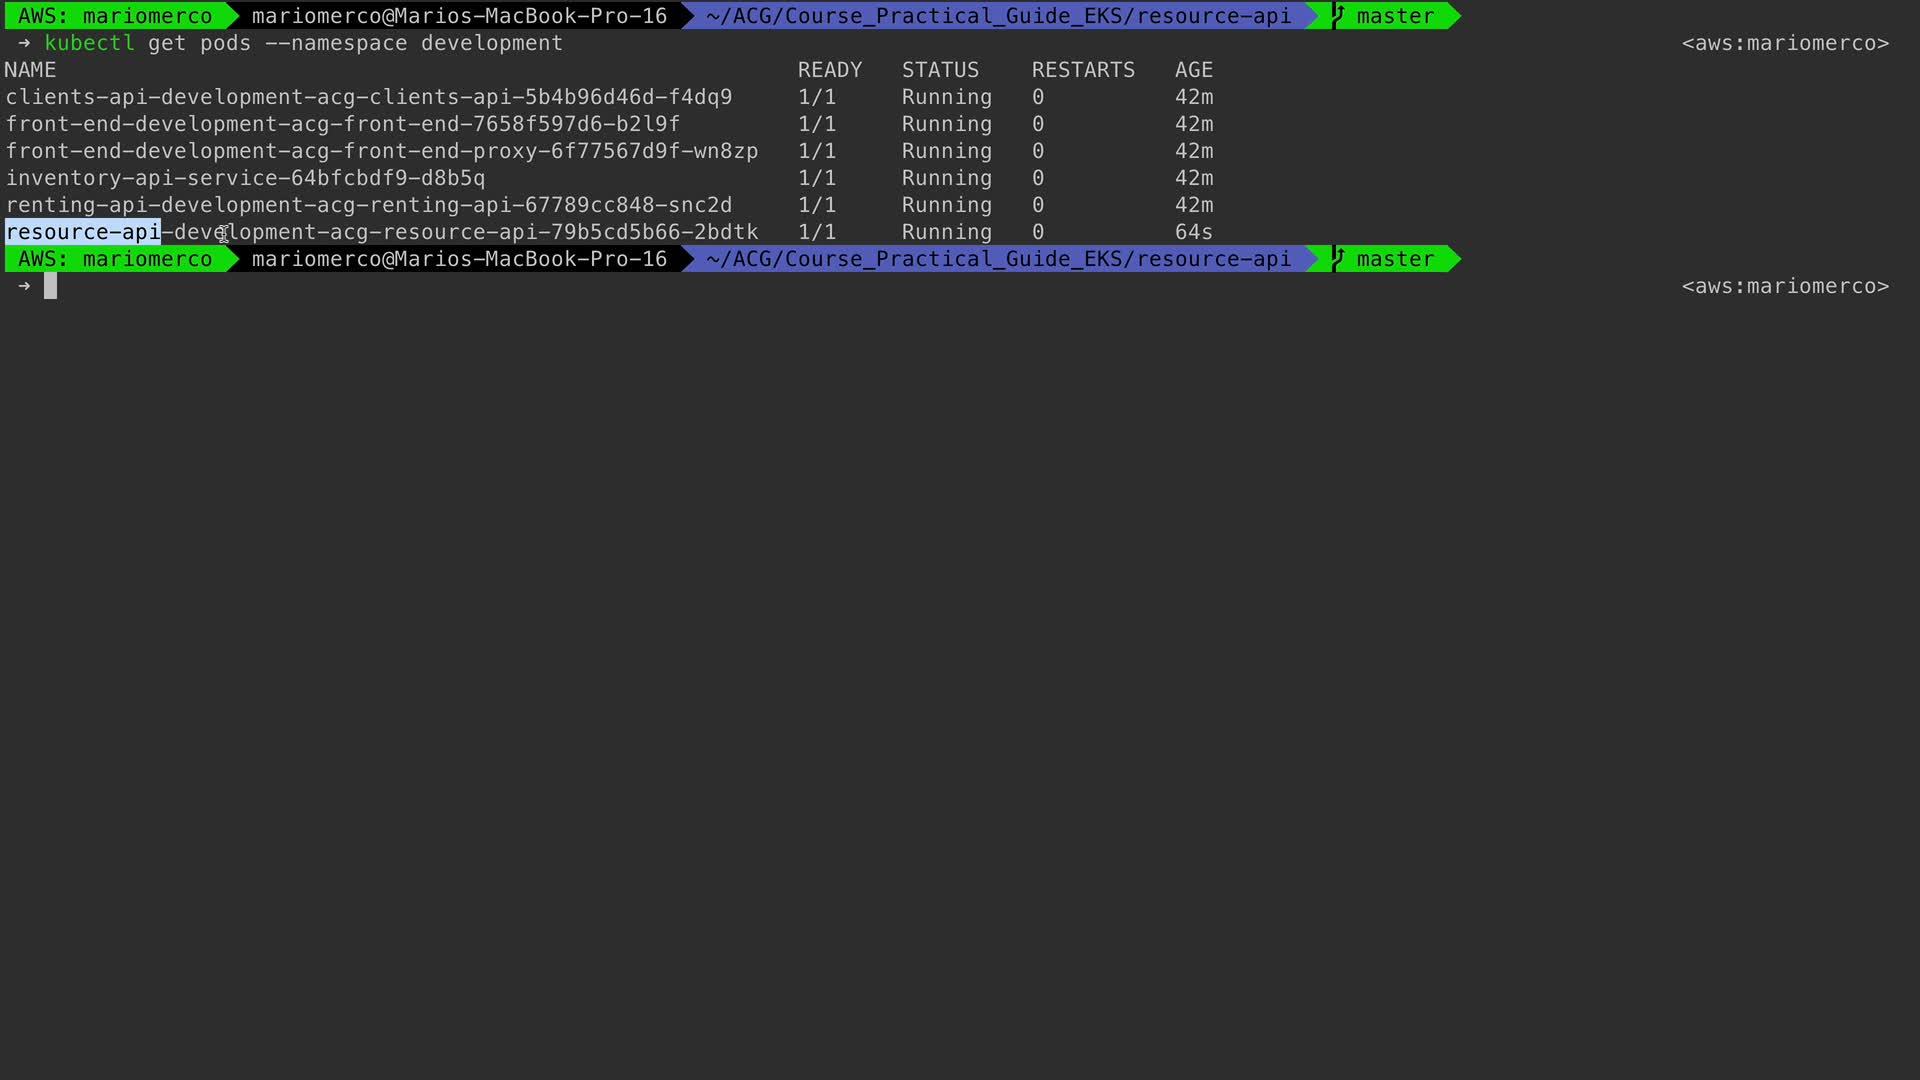 AWS: mariomerco mariomerco@Marios-MacBook-Pro-16 ~/ACG/Course_Practical_Guide_EKS/resource-api master
➜ kubectl get pods --namespace development <aws:mariomerco>
NAME READY STATUS RESTARTS AGE
clients-api-development-acg-clients-api-5b4b96d46d-f4dq9 1/1 Running 0 42m
front-end-development-acg-front-end-7658f597d6-b2l9f 1/1 Running 0 42m
front-end-development-acg-front-end-proxy-6f77567d9f-wn8zp 1/1 Running 0 42m
inventory-api-service-64bfcbdf9-d8b5q 1/1 Running 0 42m
renting-api-development-acg-renting-api-67789cc848-snc2d 1/1 Running 0 42m
resource-api-development-acg-resource-api-79b5cd5b66-2bdtk 1/1 Running 0 64s
AWS: mariomerco mariomerco@Marios-MacBook-Pro-16 ~/ACG/Course_Practical_Guide_EKS/resource-api master
➜ <aws:mariomerco>